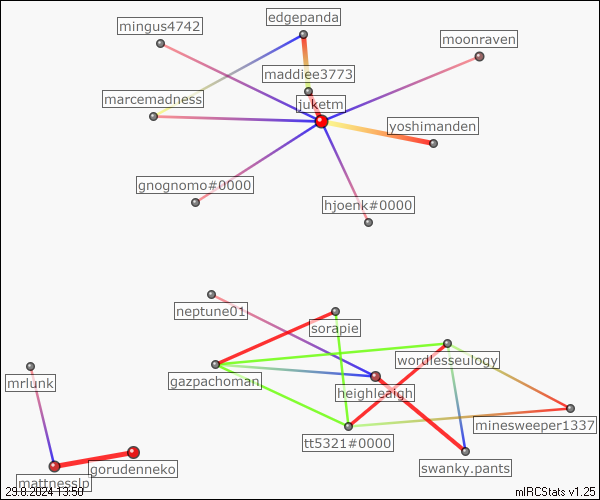 edgepanda
mingus4742
moonraven
maddiee3773
marcemadness
juketm
yoshimanden
gnognomo#0000
hjoenk#0000
neptune01
sorapie
wordlesseulogy
gazpachoman
mrlunk
heighleaigh
minesweeper1337
tt5321#0000
gorudenneko
swanky.pants
mattnesslp
29.8.2024 13:50
mIRCStats v1.25